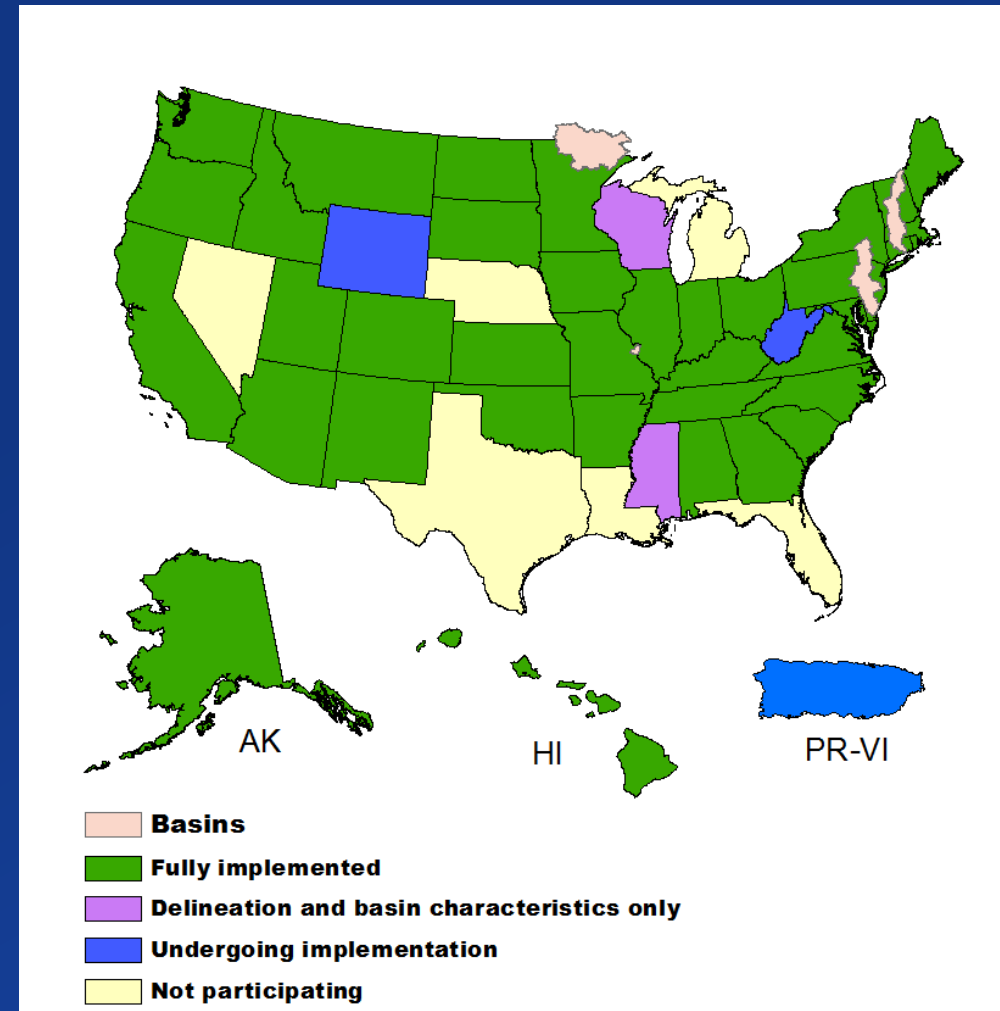 AK
HI
PR-VI
Basins
Fully implemented
Delineation and basin characteristics only
Undergoing implementation
Not participating